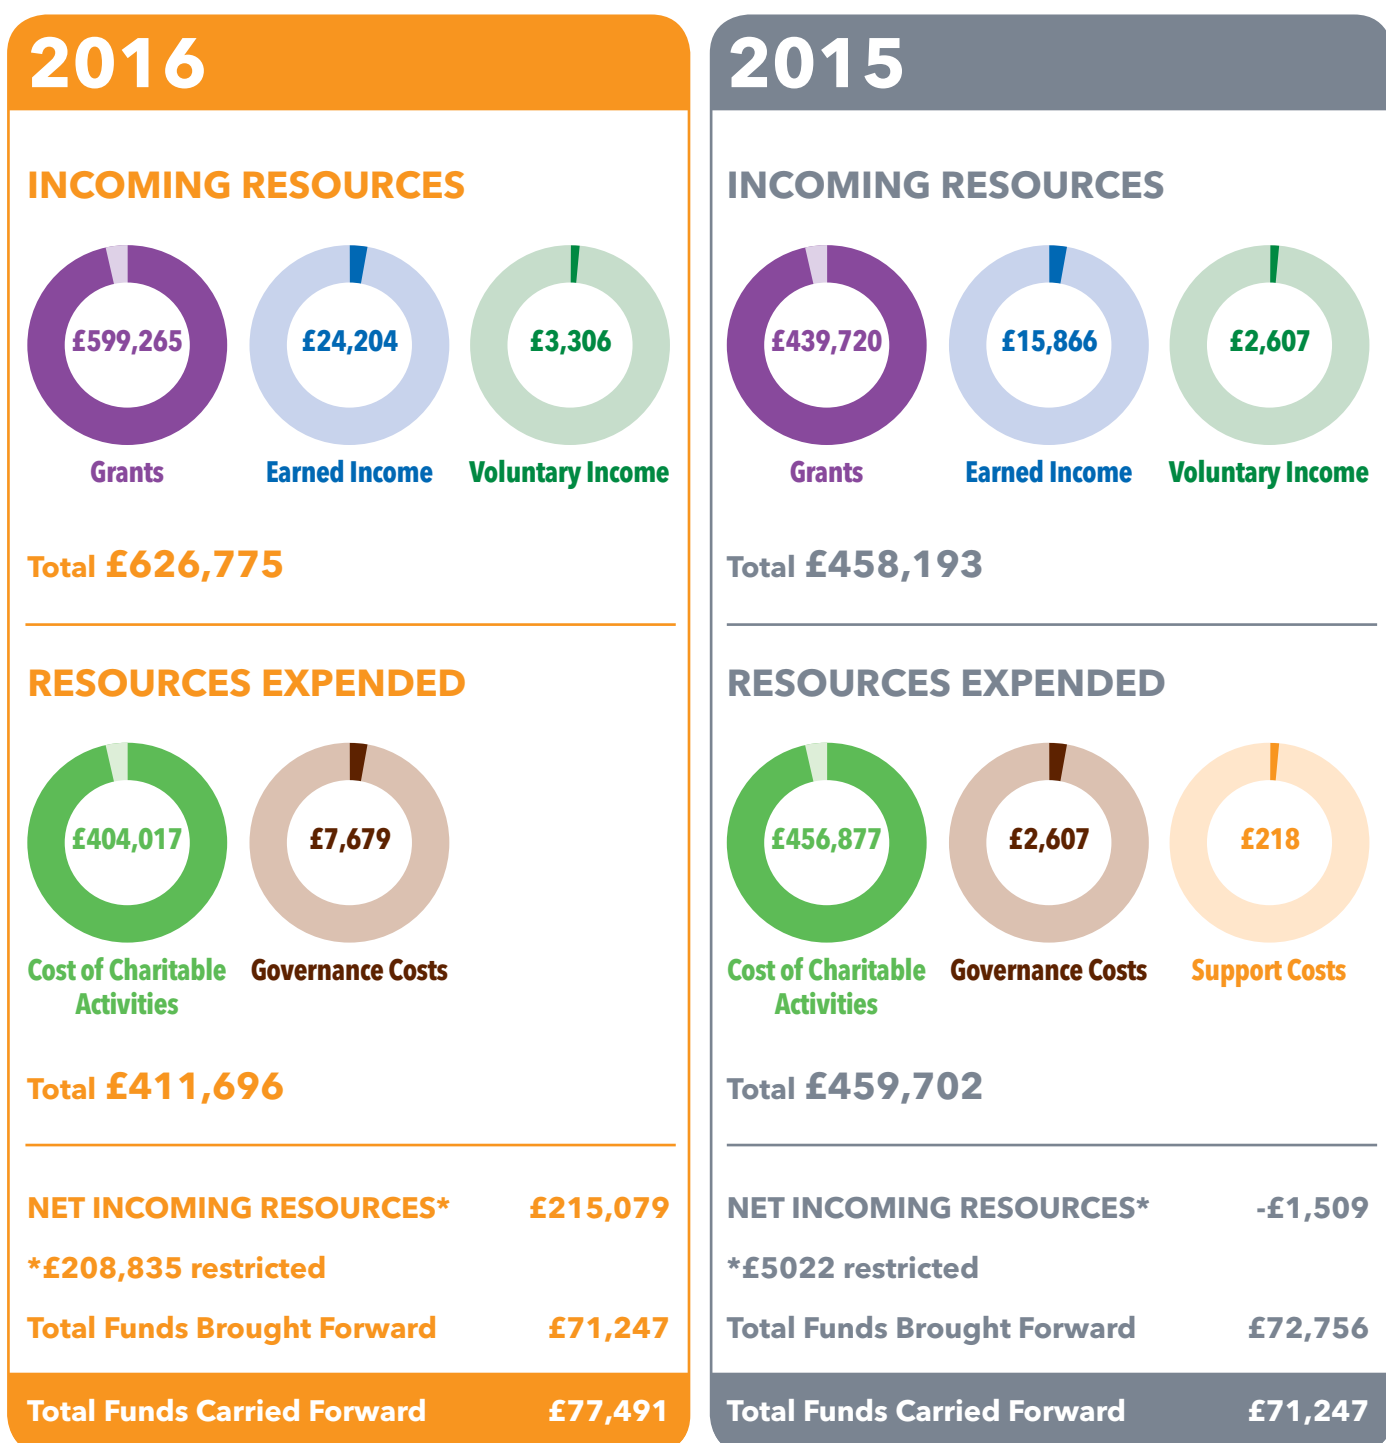 2016
INCOMING RESOURCES
£599,265
£24,204
£3,306
Grants
Earned Income
Voluntary Income
Total £626,775
RESOURCES EXPENDED
£404,017
£7,679
Cost of Charitable
Activities
Governance Costs
Total £411,696
NET INCOMING RESOURCES* £215,079
*£208,835 restricted
Total Funds Brought Forward £71,247
Total Funds Carried Forward £77,491
2015
INCOMING RESOURCES
£439,720
£15,866
£2,607
Grants
Earned Income
Voluntary Income
Total £458,193
RESOURCES EXPENDED
£456,877
£2,607
£218
Cost of Charitable
Activities
Governance Costs
Support Costs
Total £459,702
NET INCOMING RESOURCES* -£1,509
*£5022 restricted
Total Funds Brought Forward £72,756
Total Funds Carried Forward £71,247